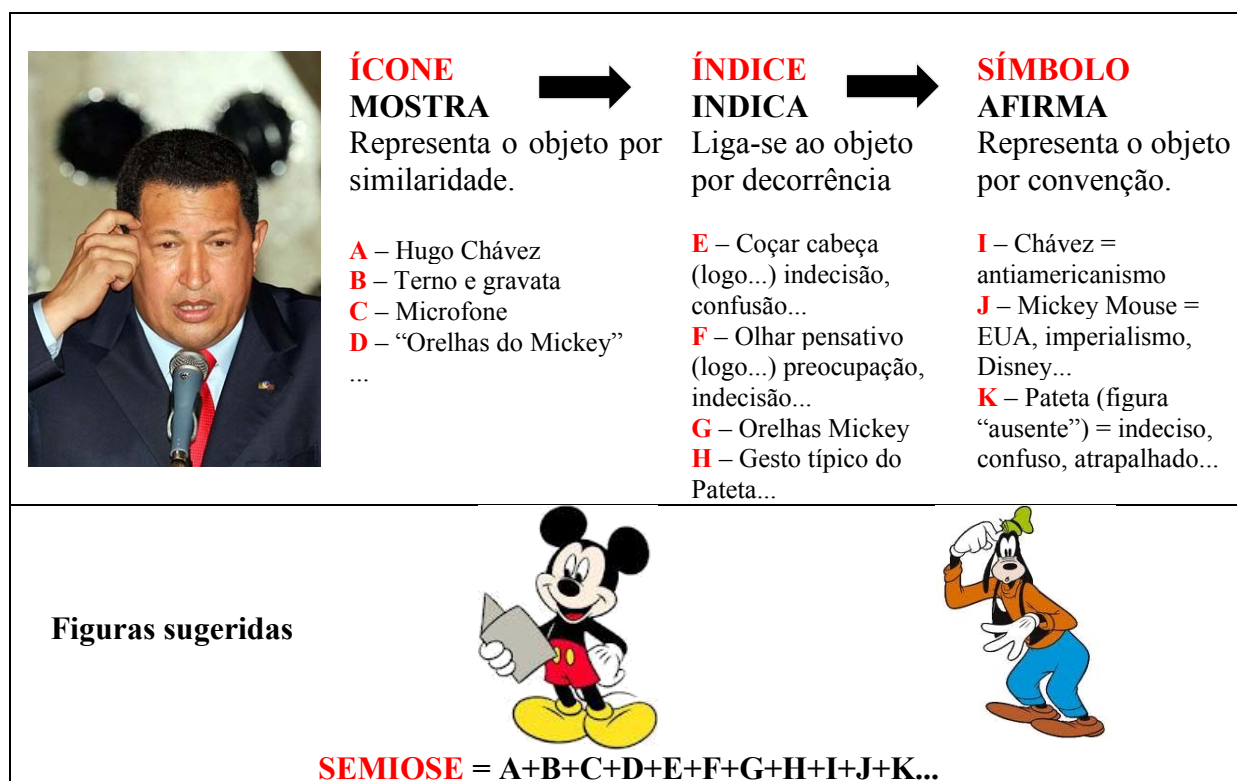 ÍCONE
MOSTRA
Representa o objeto por
similaridade.
A – Hugo Chávez
B – Terno e gravata
C – Microfone
D – “Orelhas do Mickey”
...
ÍNDICE
INDICA
Liga-se ao objeto
por decorrência
E – Coçar cabeça
(logo...) indecisão,
confusão...
F – Olhar pensativo
(logo...) preocupação,
indecisão...
G – Orelhas Mickey
H – Gesto típico do
Pateta...
SÍMBOLO
AFIRMA
Representa o objeto
por convenção.
I – Chávez =
antiamericanismo
J – Mickey Mouse =
EUA, imperialismo,
Disney...
K – Pateta (figura
“ausente”) = indeciso,
confuso, atrapalhado...
Figuras sugeridas
SEMIOSE = A+B+C+D+E+F+G+H+I+J+K...